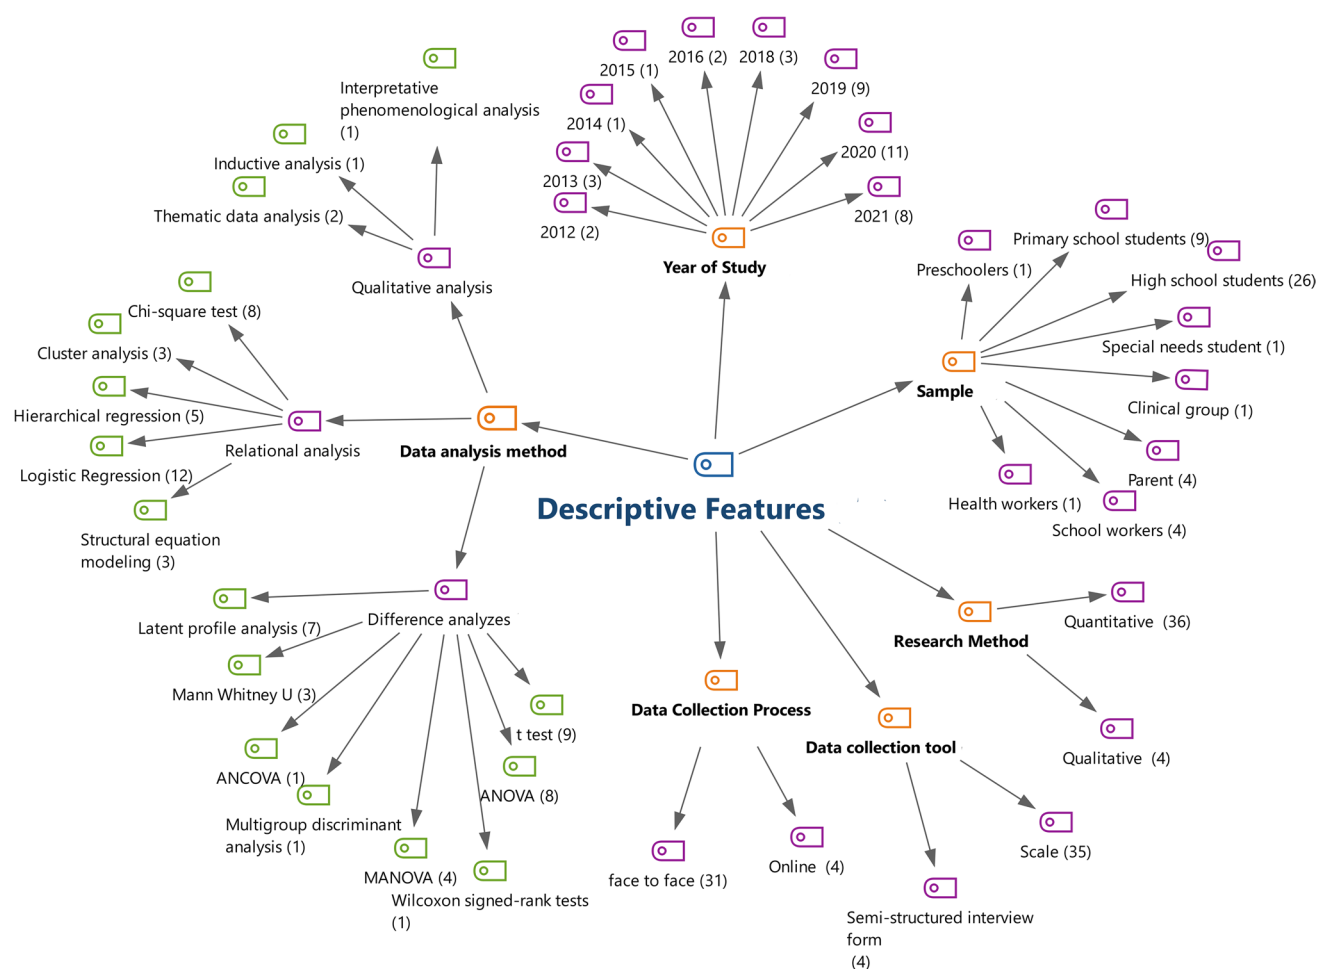 Interpretative
phenomenological analysis
(1)
Inductive analysis (1)
Thematic data analysis (2)
Qualitative analysis
2015 (1)
2016 (2)
2018 (3)
2019 (9)
2014 (1)
2020 (11)
2013 (3)
2021 (8)
2012 (2)
Year of Study
Primary school students (9)
Preschoolers (1)
High school students (26)
Special needs student (1)
Sample
Clinical group (1)
Parent (4)
Health workers (1)
School workers (4)
Chi-square test (8)
Cluster analysis (3)
Hierarchical regression (5)
Relational analysis
Data analysis method
Logistic Regression (12)
Structural equation
modeling (3)
Descriptive Features
Difference analyzes
Latent profile analysis (7)
Mann Whitney U (3)
t test (9)
ANCOVA (1)
ANOVA (8)
Multigroup discriminant
analysis (1)
MANOVA (4)
Wilcoxon signed-rank tests
(1)
Quantitative (36)
Research Method
Qualitative (4)
Data Collection Process
Data collection tool
face to face (31)
Online (4)
Scale (35)
Semi-structured interview
form
(4)